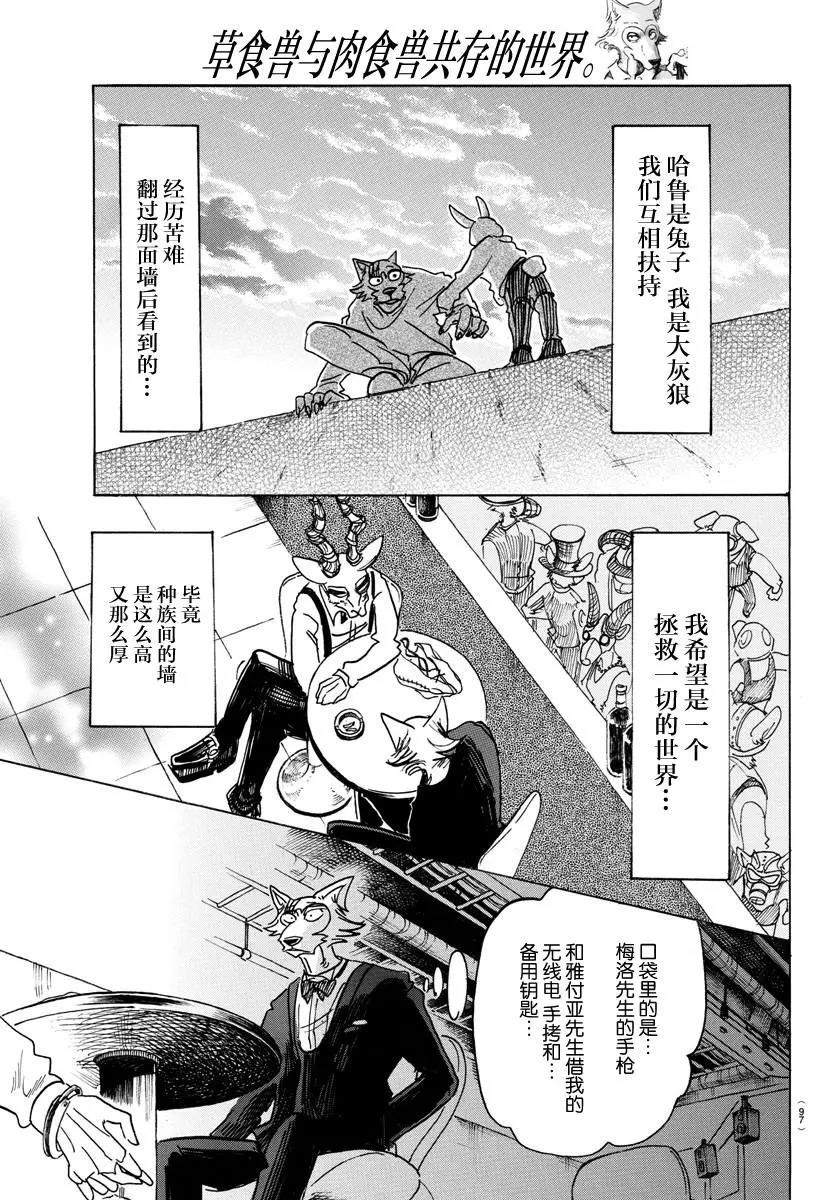 草食兽与肉食兽共存的世界。
哈鲁是兔子 我是大灰狼
我们互相扶持
经历苦难
翻过那面墙后看到的…
我希望是一个
拯救一切的世界…
毕竟
种族间的墙
是这么高
又那么厚
口袋里的是…
梅洛先生的手枪
和雅付亚先生借我的
无线电 手拷和…
备用钥匙…
(97)